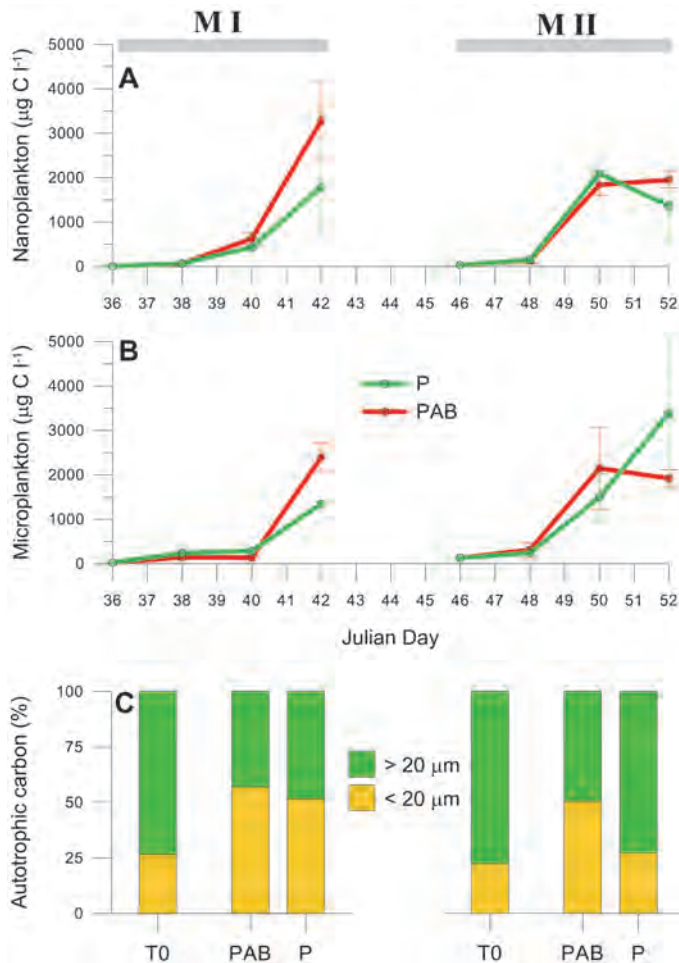 M I M II
A
Nanoplankton (µg C l⁻¹)
5000
4000
3000
2000
1000
0
36 37 38 39 40 41 42 43 44 45 46 47 48 49 50 51 52
B
Microplankton (µg C l⁻¹)
5000
4000
3000
2000
1000
0
P
PAB
36 37 38 39 40 41 42 43 44 45 46 47 48 49 50 51 52
Julian Day
C
Autotrophic carbon (%)
100
75
50
25
0
> 20 µm
< 20 µm
T0 PAB P T0 PAB P